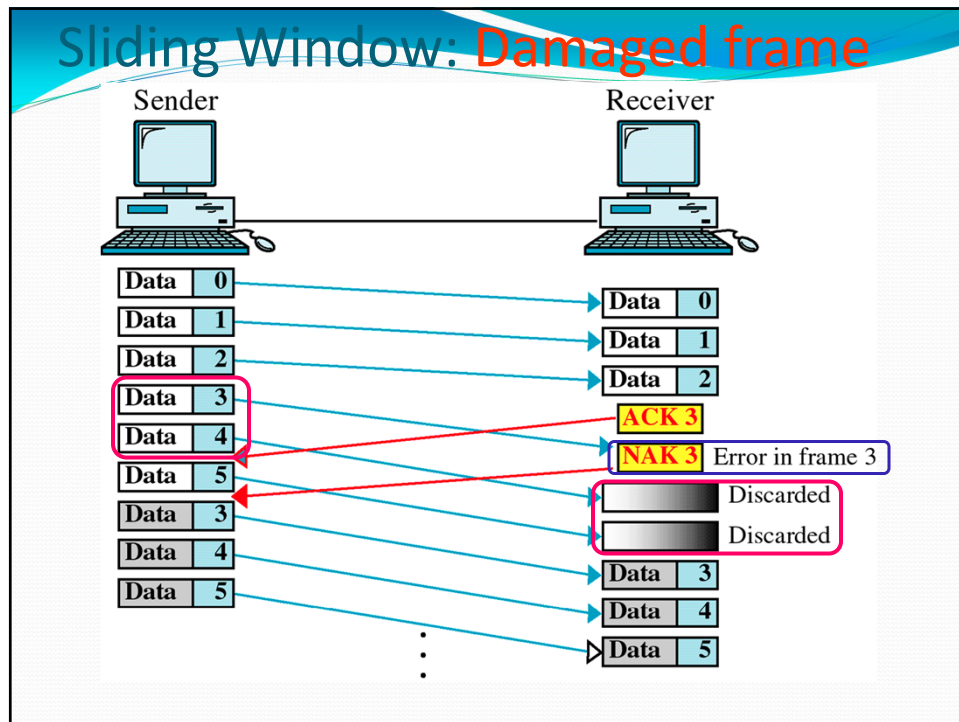 Sliding Window: Damaged frame
Sender
Receiver
Data 0
Data 1
Data 2
Data 3
Data 4
Data 5
Data 3
Data 4
Data 5
Data 0
Data 1
Data 2
ACK 3
NAK 3 Error in frame 3
Discarded
Discarded
Data 3
Data 4
Data 5